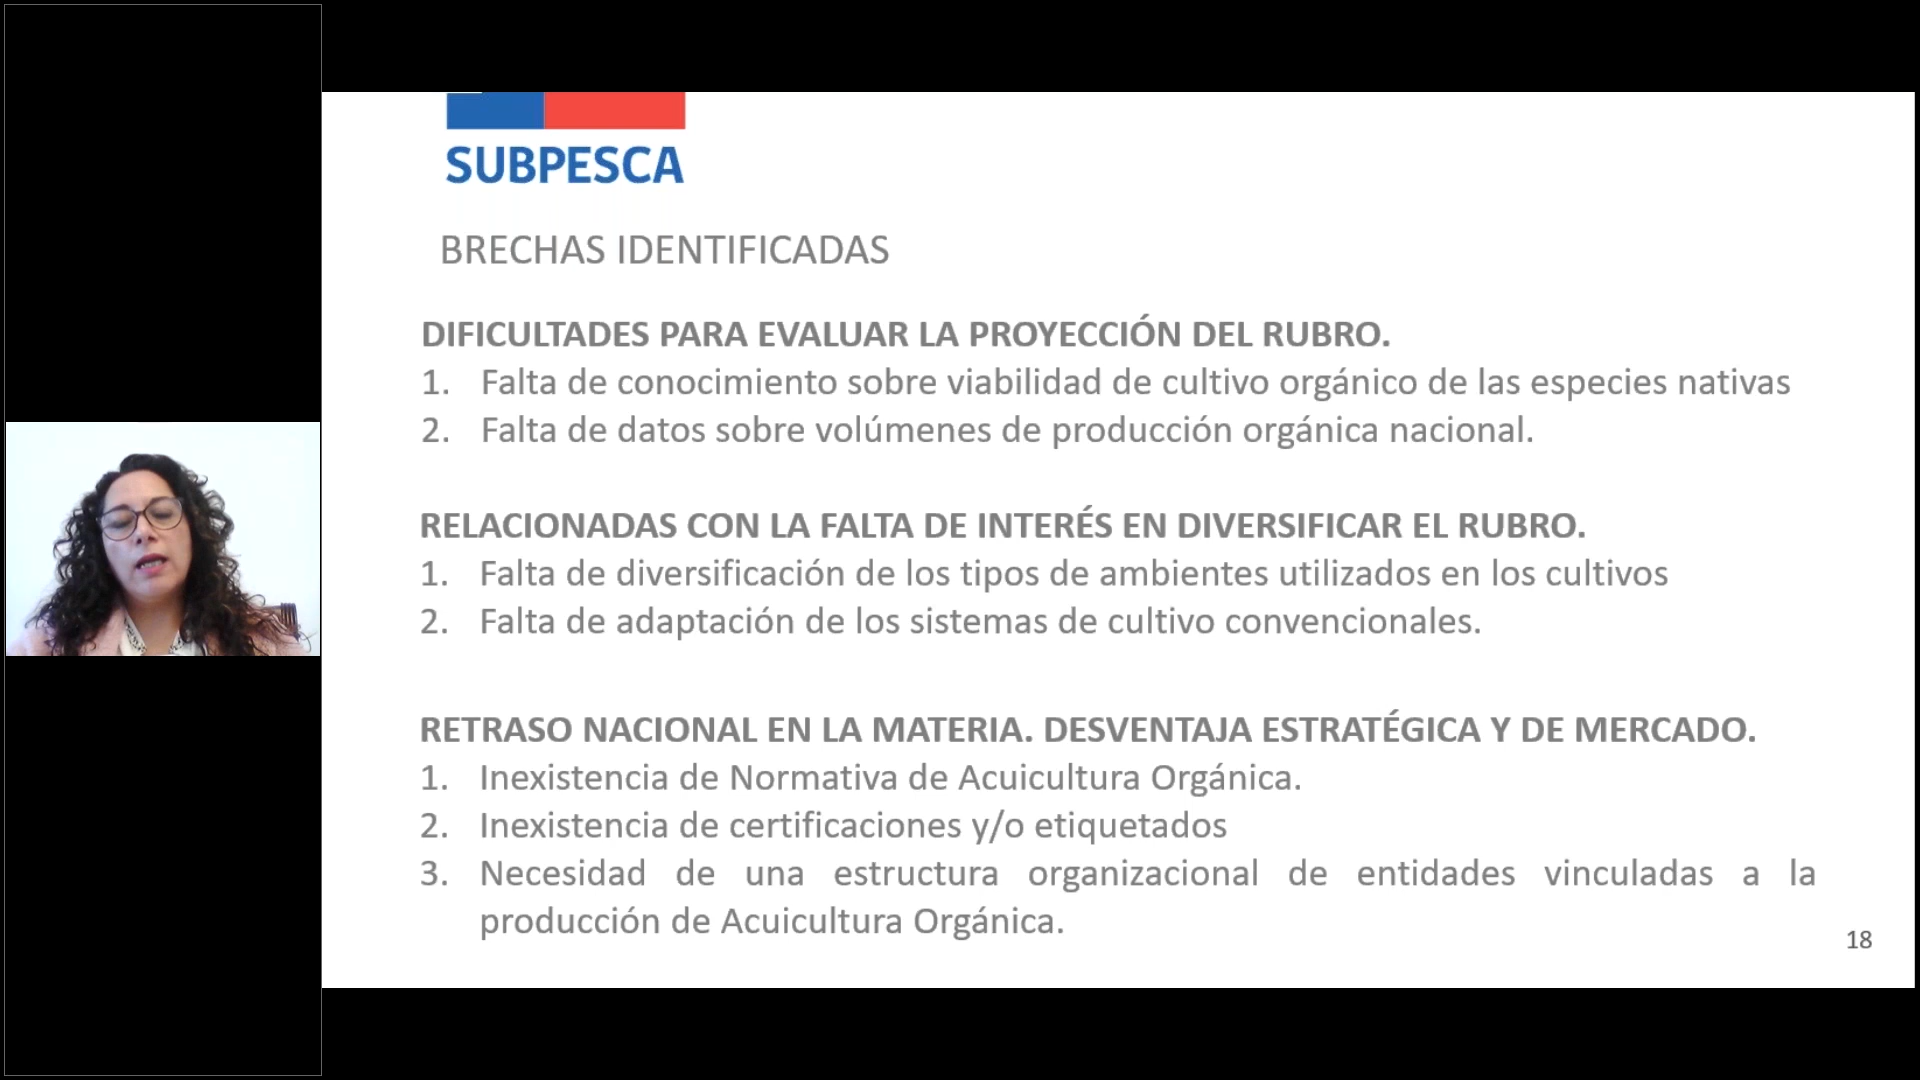 SUBPESCA
BRECHAS IDENTIFICADAS
DIFICULTADES PARA EVALUAR LA PROYECCIÓN DEL RUBRO.
1. Falta de conocimiento sobre viabilidad de cultivo orgánico de las especies nativas
2. Falta de datos sobre volúmenes de producción orgánica nacional.
RELACIONADAS CON LA FALTA DE INTERÉS EN DIVERSIFICAR EL RUBRO.
1. Falta de diversificación de los tipos de ambientes utilizados en los cultivos
2. Falta de adaptación de los sistemas de cultivo convencionales.
RETRASO NACIONAL EN LA MATERIA. DESVENTAJA ESTRATÉGICA Y DE MERCADO.
1. Inexistencia de Normativa de Acuicultura Orgánica.
2. Inexistencia de certificaciones y/o etiquetados
3. Necesidad de una estructura organizacional de entidades vinculadas a la
producción de Acuicultura Orgánica.
18